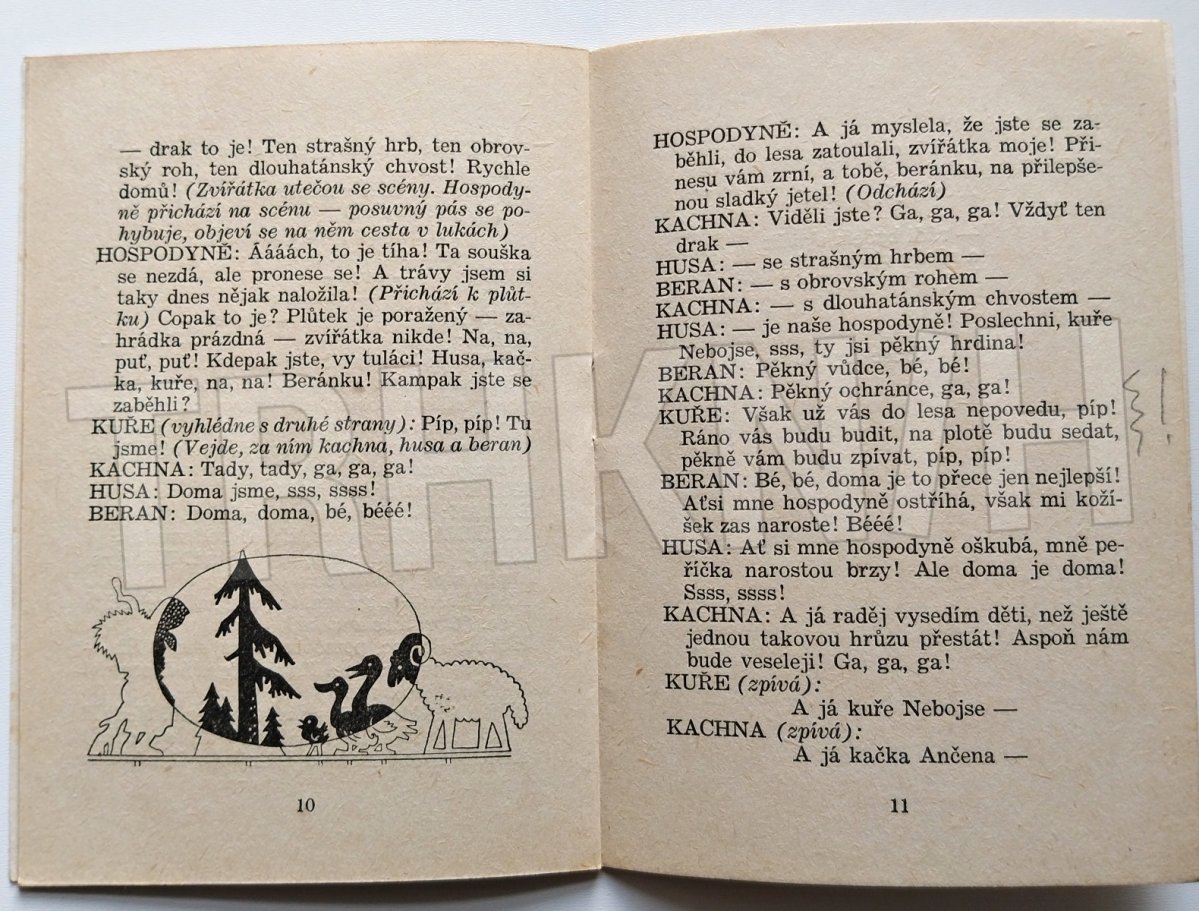 — drak to je! Ten strašný hrb, ten obrov-
ský roh, ten dlouhatánský chvost! Rychle
domů! (Zvířátka utečou se scény. Hospody-
ně přichází na scénu — posuvný pás se po-
hybuje, objeví se na něm cesta v lukách)
HOSPODYNĚ: Áááách, to je tíha! Ta souška
se nezdá, ale pronese se! A trávy jsem si
taky dnes nějak naložila! (Přichází k plůt-
ku) Copak to je? Plůtek je poražený — za-
hrádka prázdná — zvířátka nikde! Na, na,
puť, puť! Kdepak jste, vy tuláci! Husa, kač-
ka, kuře, na, na! Beránku! Kampak jste se
zaběhli?
KUŘE (vyhlédne s druhé strany): Píp, píp! Tu
jsme! (Vejde, za ním kachna, husa a beran)
KACHNA: Tady, tady, ga, ga, ga!
HUSA: Doma jsme, sss, ssss!
BERAN: Doma, doma, bé, bééé!
10
HOSPODYNĚ: A já myslela, že jste se za-
běhli, do lesa zatoulali, zvířátka moje! Při-
nesu vám zrní, a tobě, beránku, na přilepše-
nou sladký jetel! (Odchází)
KACHNA: Viděli jste? Ga, ga, ga! Vždyť ten
drak —
HUSA: — se strašným hrbem —
BERAN: — s obrovským rohem —
KACHNA: — s dlouhatánským chvostem —
HUSA: — je naše hospodyně! Poslechni, kuře
Nebojse, sss, ty jsi pěkný hrdina!
BERAN: Pěkný vůdce, bé, bé!
KACHNA: Pěkný ochránce, ga, ga!
KUŘE: Však už vás do lesa nepovedu, píp!
Ráno vás budu budit, na plotě budu sedat,
pěkně vám budu zpívat, píp, píp!
BERAN: Bé, bé, doma je to přece jen nejlepší!
Aťsi mne hospodyně ostříhá, však mi koží-
šek zas naroste! Bééé!
HUSA: Ať si mne hospodyně oškubá, mně pe-
říčka narostou brzy! Ale doma je doma!
Ssss, ssss!
KACHNA: A já raděj vysedím děti, než ještě
jednou takovou hrůzu přestát! Aspoň nám
bude veseleji! Ga, ga, ga!
KUŘE (zpívá):
A já kuře Nebojse —
KACHNA (zpívá):
A já kačka Ančena —
11
TRHKNIH